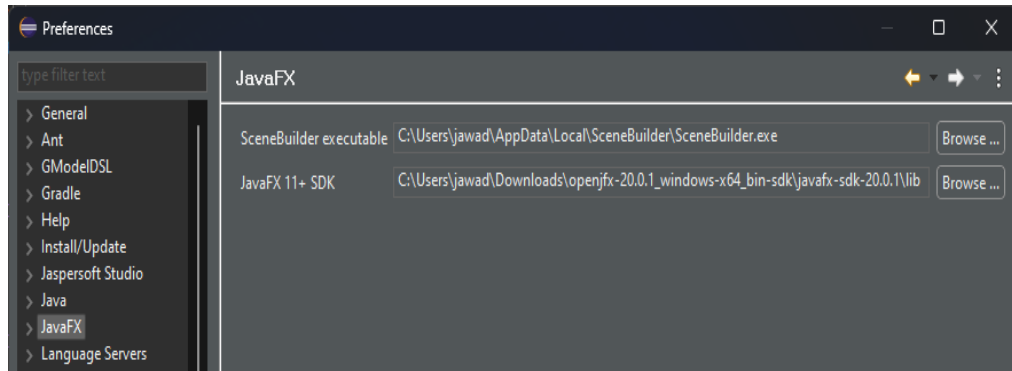 Preferences
type filter text
General
Ant
GModelDSL
Gradle
Help
Install/Update
Jaspersoft Studio
Java
JavaFX
Language Servers
JavaFX
SceneBuilder executable C:\Users\jawad\AppData\Local\SceneBuilder\SceneBuilder.exe Browse ...
JavaFX 11+ SDK C:\Users\jawad\Downloads\openjfx-20.0.1_windows-x64_bin-sdk\javafx-sdk-20.0.1\lib Browse ...